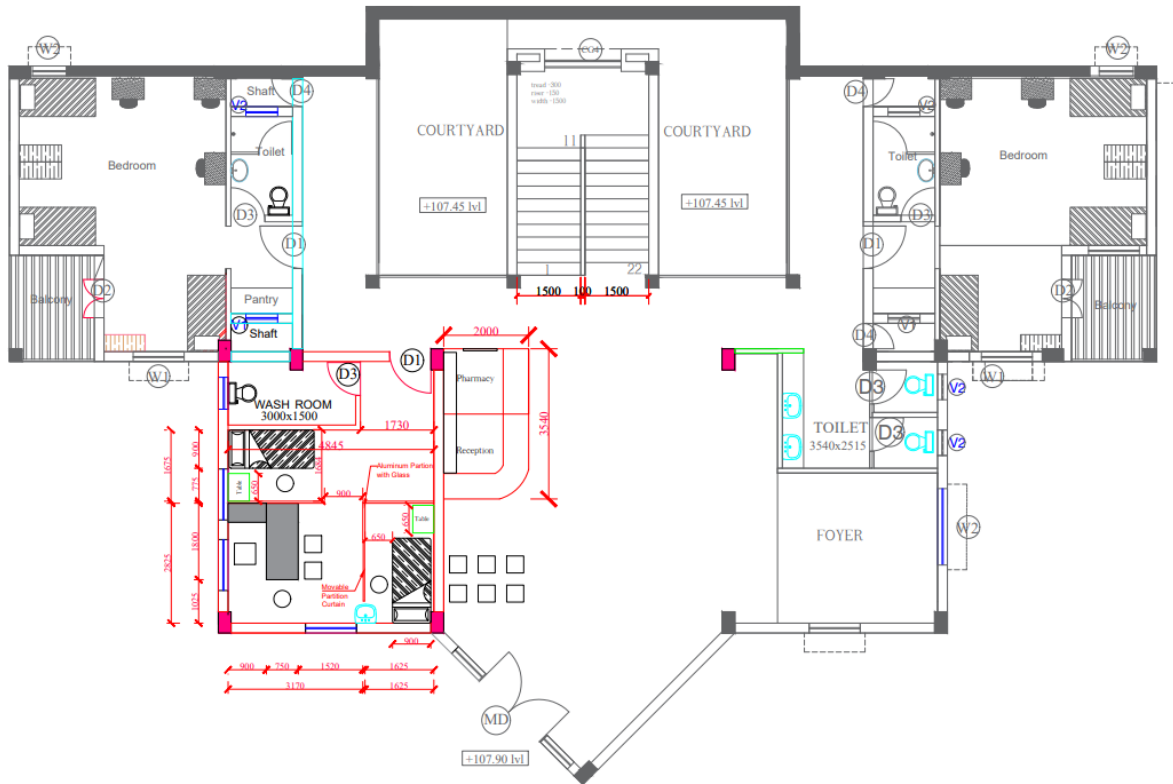 W2
CG4
W2
tread -300
riser -150
width -1500
Shaft
D4
V2
COURTYARD
COURTYARD
11
D4
V2
Bedroom
Toilet
Toilet
Bedroom
+107.45 lvl
+107.45 lvl
D3
D1
D3
D1
1
22
D2
Balcony
Pantry
1500
100
1500
D2
Balcony
V1
Shaft
V
D4
2000
W1
D1
W1
D3
Pharmacy
D3
V2
WASH ROOM
3000x1500
1730
3540
TOILET
3540x2515
D3
V2
4845
Reception
900
1675
775
1684
Aluminum Partion
with Glass
Table
650
900
650
Table
1800
2825
650
FOYER
W2
Movable
Partition
Curtain
1025
900
900
750
1520
1625
3170
1625
MD
+107.90 lvl